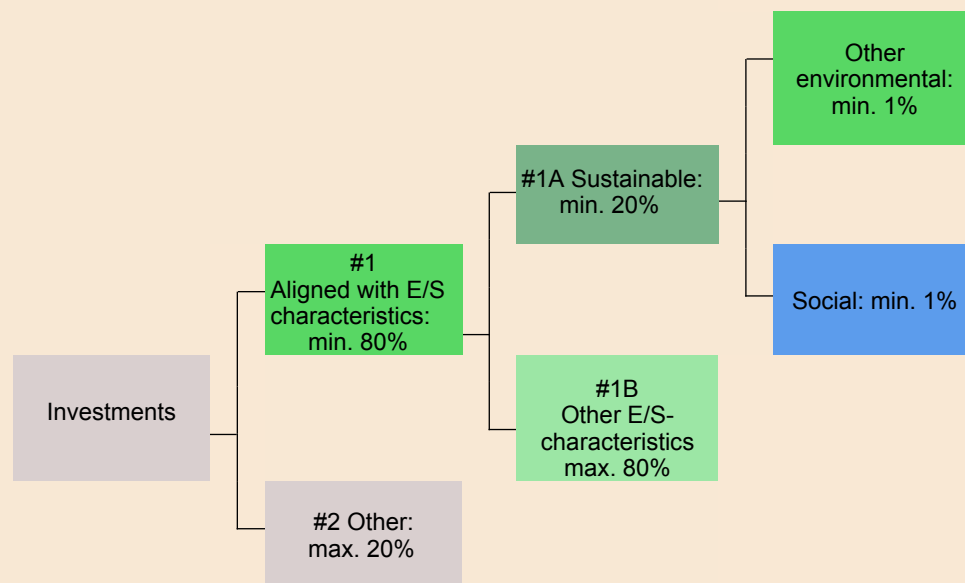 Other
environmental:
min. 1%
#1A Sustainable:
min. 20%
#1
Aligned with E/S
characteristics:
min. 80%
Social: min. 1%
Investments
#1B
Other E/S-
characteristics
max. 80%
#2 Other:
max. 20%